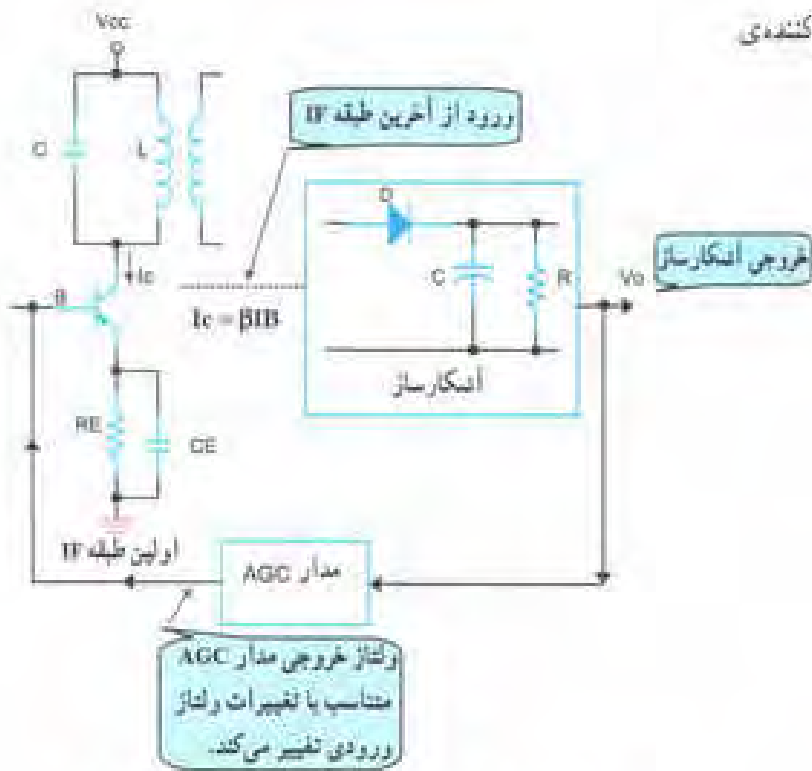 کننده‌ی
Vcc
ورود از آخرین طبقه IF
C
L
D
خروجی آشکارساز
Ic
C
R
Vo
B
Ic = βIB
آشکارساز
RE
CE
اولین طبقه IF
مدار AGC
ولتاژ خروجی مدار AGC
متناسب با تغییرات ولتاژ
ورودی تغییر می‌کند.